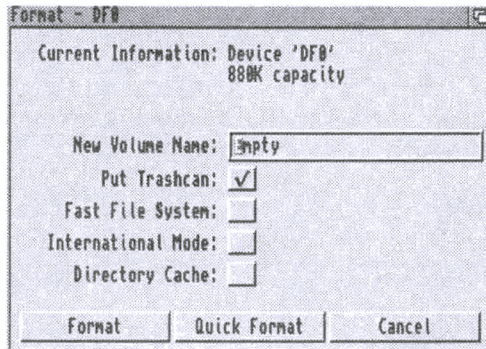 Format - DF0
Current Information: Device 'DF0'
880K capacity
New Volume Name: Empty
Put Trashcan: ✓
Fast File System:
International Mode:
Directory Cache:
Format Quick Format Cancel